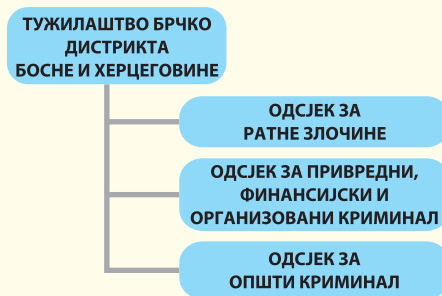 ТУЖИЛАШТВО БРЧКО
ДИСТРИКТА
БОСНЕ И ХЕРЦЕГОВИНЕ
ОДСЈЕК ЗА
РАТНЕ ЗЛОЧИНЕ
ОДСЈЕК ЗА ПРИВРЕДНИ,
ФИНАНСИЈСКИ И
ОРГАНИЗОВАНИ КРИМИНАЛ
ОДСЈЕК ЗА
ОПШТИ КРИМИНАЛ